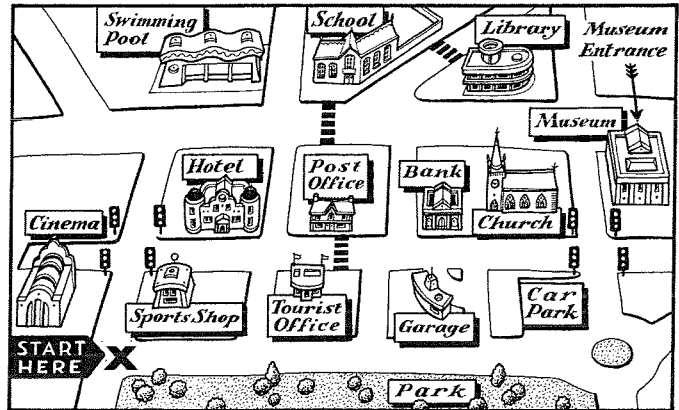 Swimming
Pool
School
Library
Museum
Entrance
Museum
Hotel
Post
Office
Bank
Church
Cinema
Sports Shop
Tourist
Office
Garage
Car
Park
START
HERE
X
Park